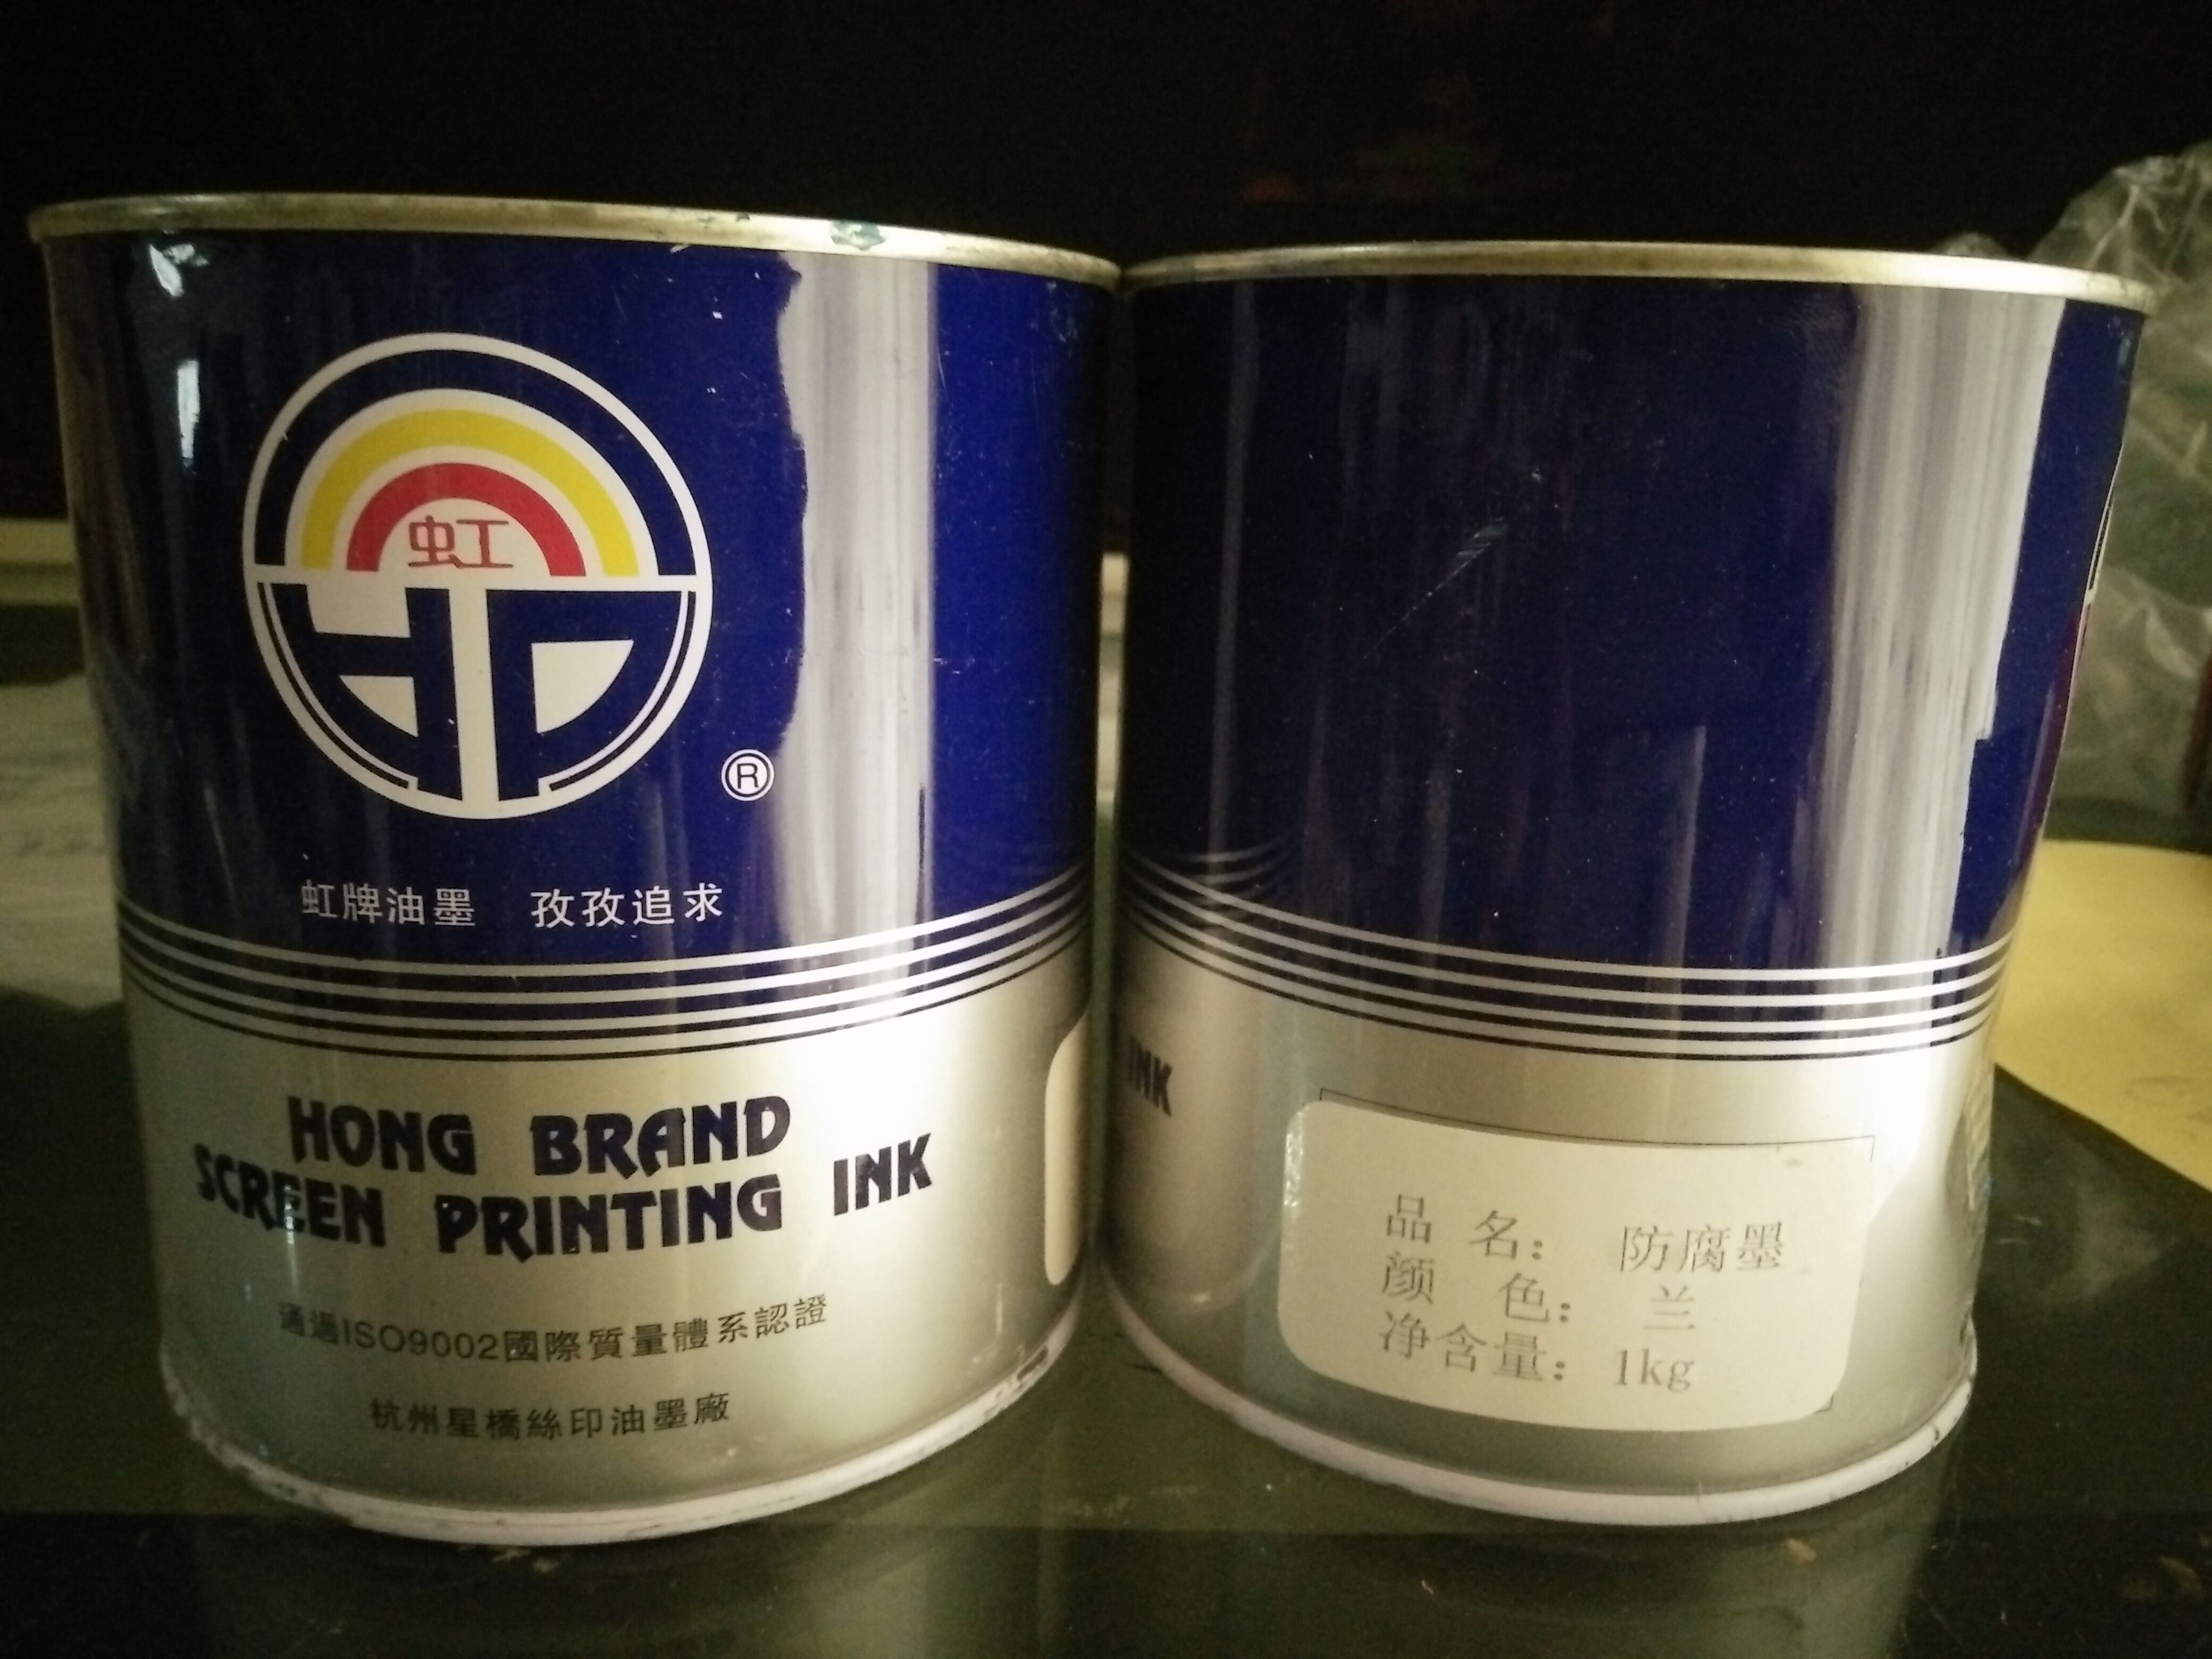 虹
HD
®
虹牌油墨 孜孜追求
HONG BRAND
SCREEN PRINTING INK
通過ISO9002國際質量體系認證
杭州星橋絲印油墨廠
INK
品 名: 防腐墨
颜 色: 兰
净含量: 1kg